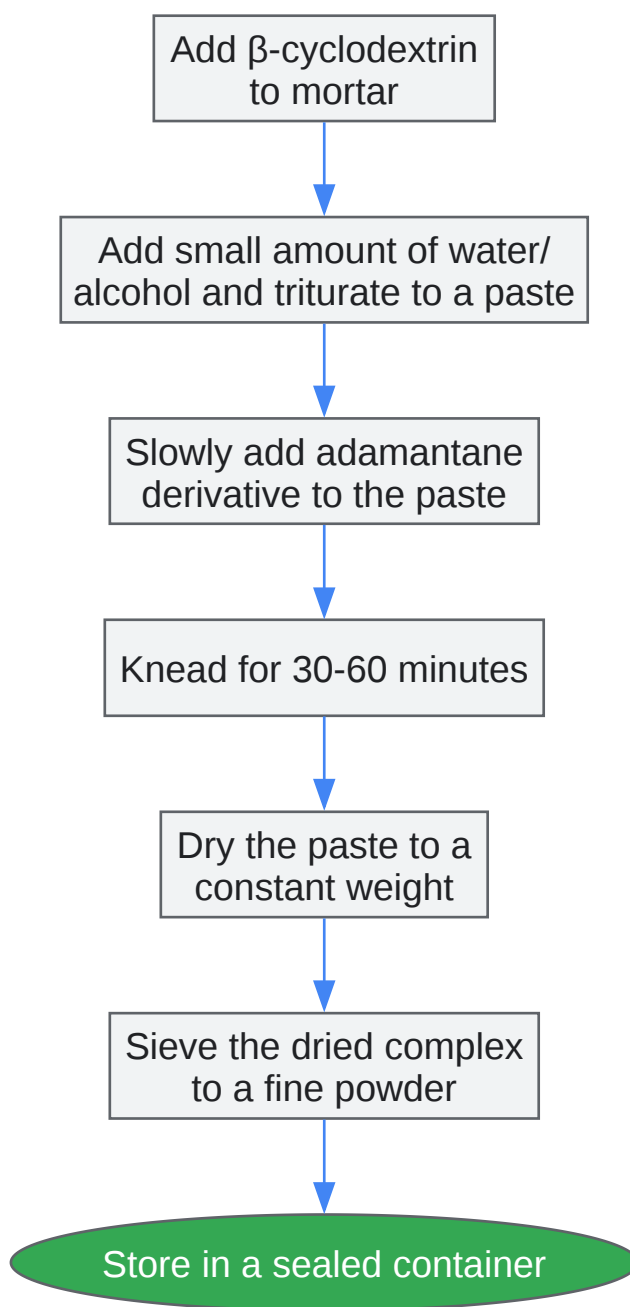 Add β-cyclodextrin
to mortar
Add small amount of water/
alcohol and triturate to a paste
Slowly add adamantane
derivative to the paste
Knead for 30-60 minutes
Dry the paste to a
constant weight
Sieve the dried complex
to a fine powder
Store in a sealed container